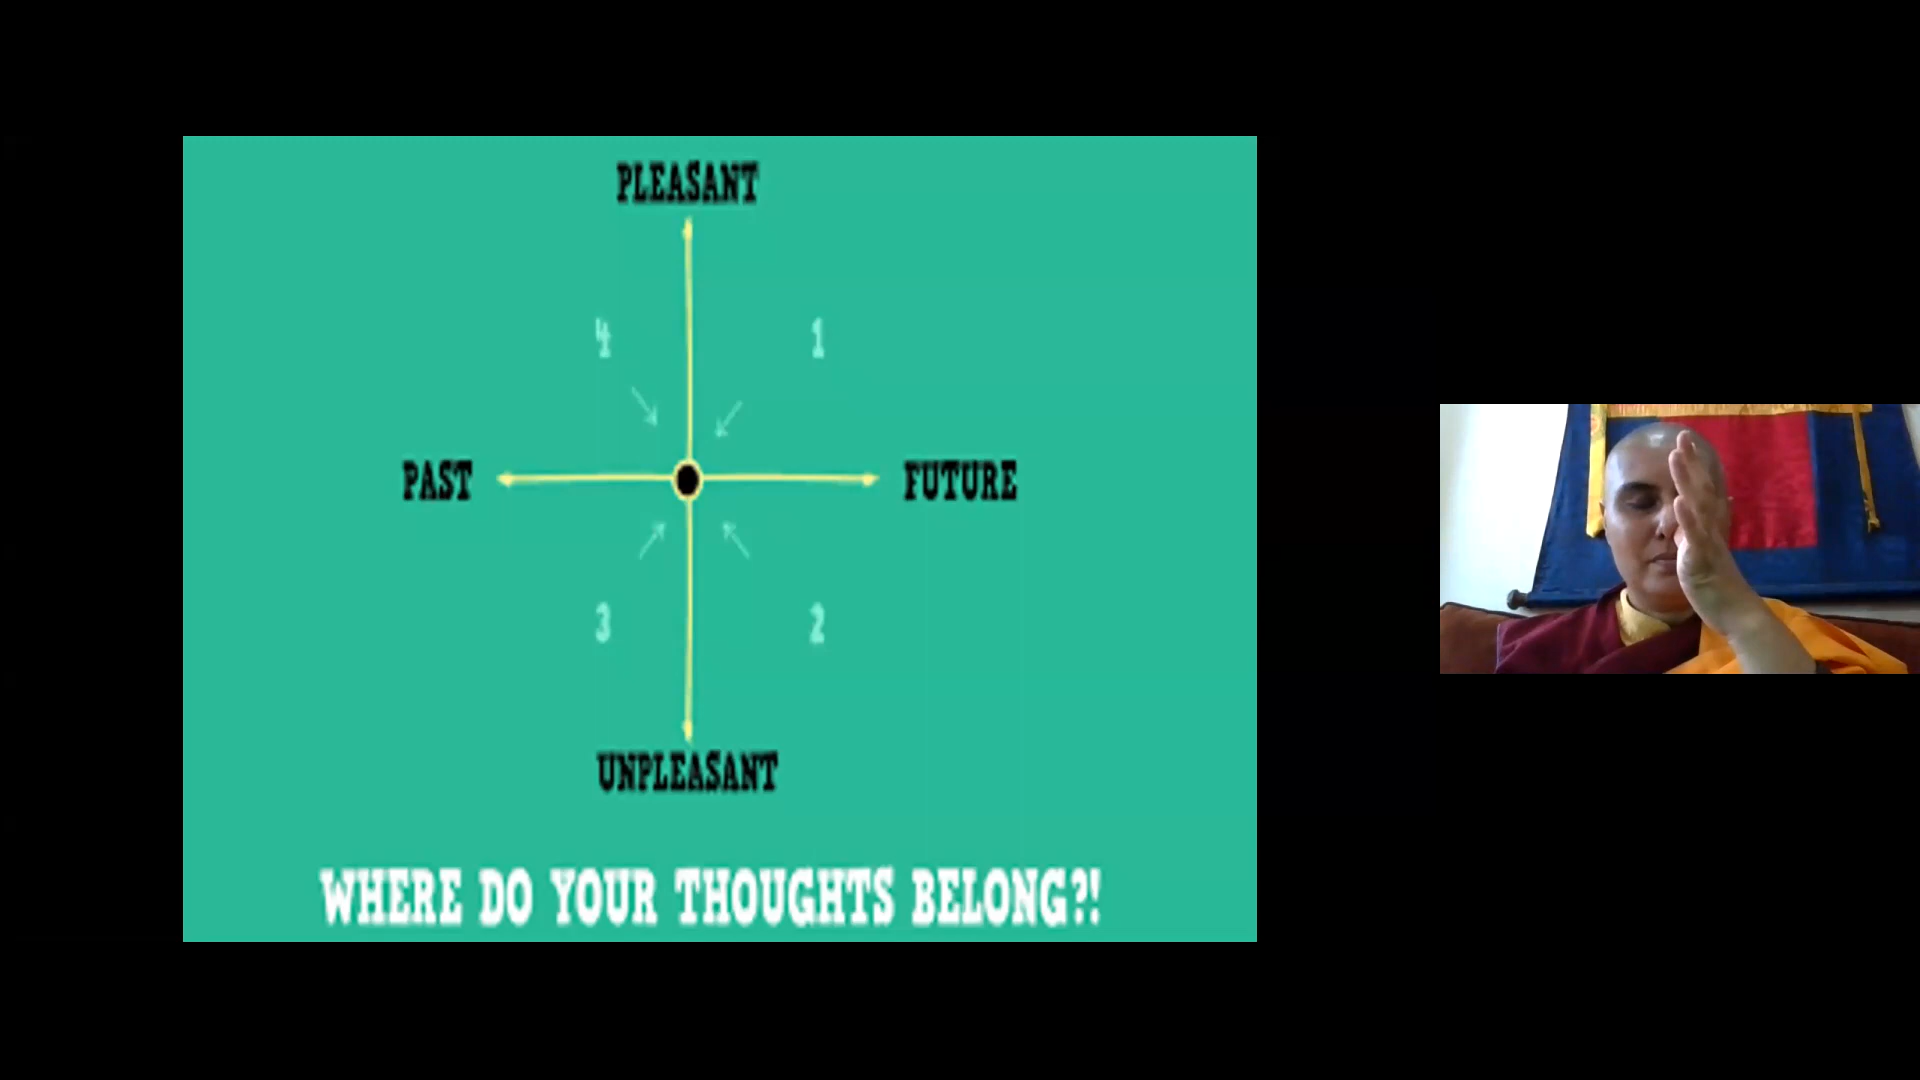 PLEASANT
4 1
PAST FUTURE
3 2
UNPLEASANT
WHERE DO YOUR THOUGHTS BELONG?!